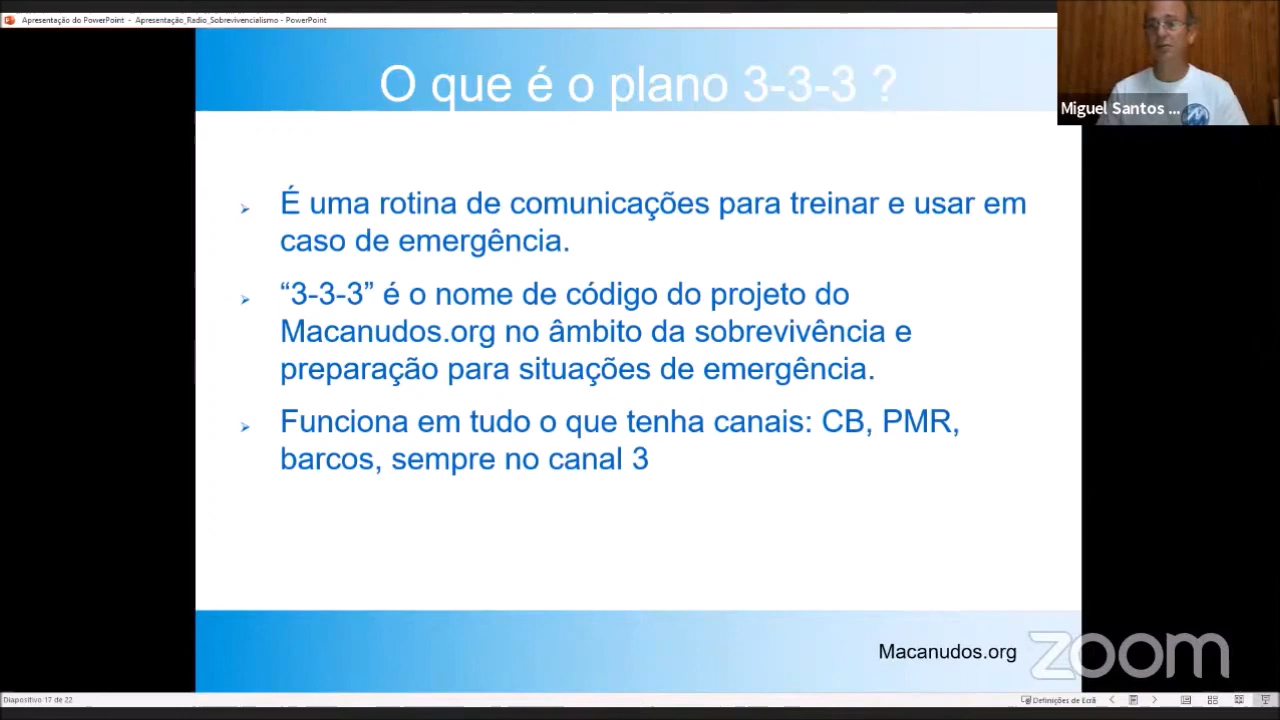 Apresentação do PowerPoint - Apresentação_Radio_Sobrevivencialismo - PowerPoint
O que é o plano 3-3-3 ?
Miguel Santos ...
É uma rotina de comunicações para treinar e usar em
caso de emergência.
“3-3-3” é o nome de código do projeto do
Macanudos.org no âmbito da sobrevivência e
preparação para situações de emergência.
Funciona em tudo o que tenha canais: CB, PMR,
barcos, sempre no canal 3
Macanudos.org
zoom
Diapositivo 17 de 22
Definições de Ecrã